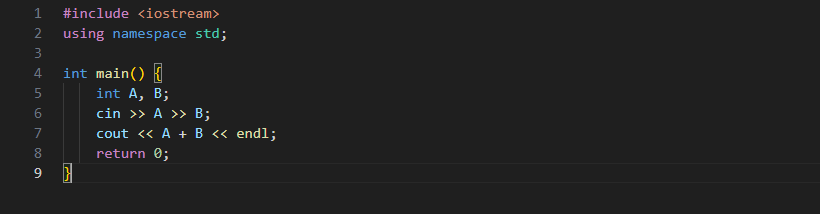 1 #include <iostream>
2 using namespace std;
3
4 int main() {
5     int A, B;
6     cin >> A >> B;
7     cout << A + B << endl;
8     return 0;
9 }